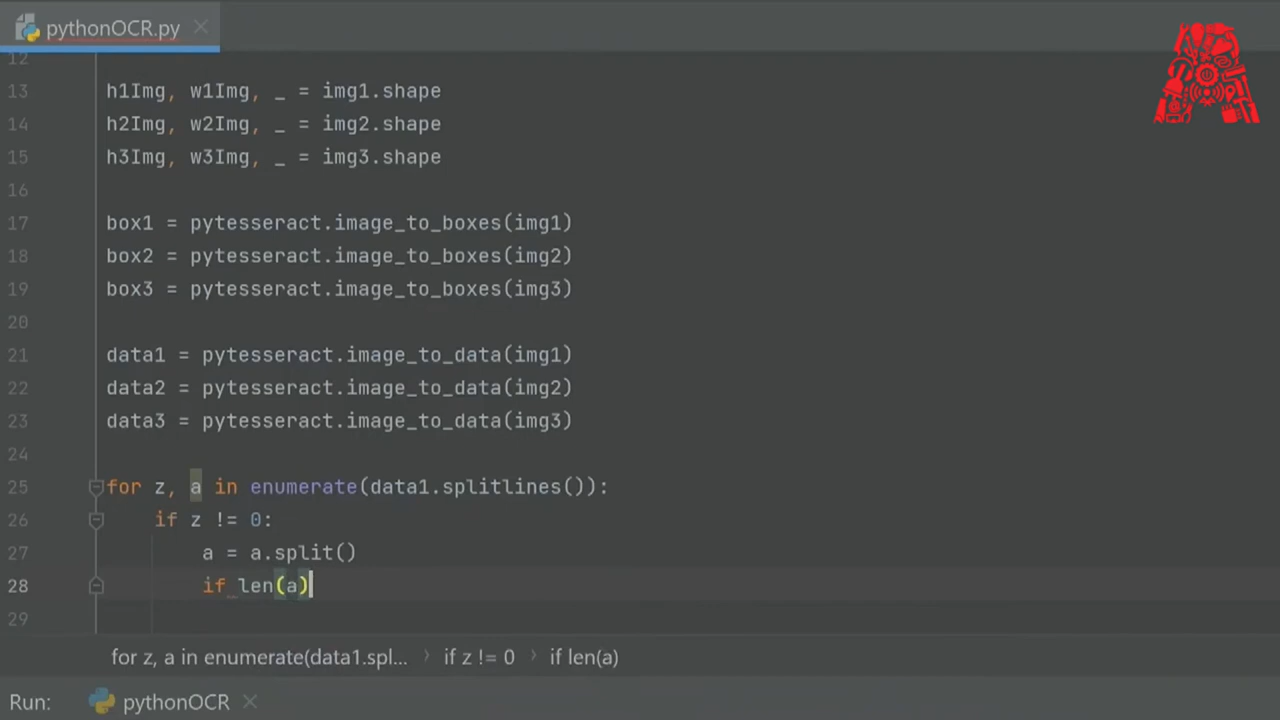 pythonOCR.py
12
13 h1Img, w1Img, _ = img1.shape
14 h2Img, w2Img, _ = img2.shape
15 h3Img, w3Img, _ = img3.shape
16
17 box1 = pytesseract.image_to_boxes(img1)
18 box2 = pytesseract.image_to_boxes(img2)
19 box3 = pytesseract.image_to_boxes(img3)
20
21 data1 = pytesseract.image_to_data(img1)
22 data2 = pytesseract.image_to_data(img2)
23 data3 = pytesseract.image_to_data(img3)
24
25 for z, a in enumerate(data1.splitlines()):
26 if z != 0:
27 a = a.split()
28 if len(a)
29
for z, a in enumerate(data1.spl... › if z != 0 › if len(a)
Run: pythonOCR